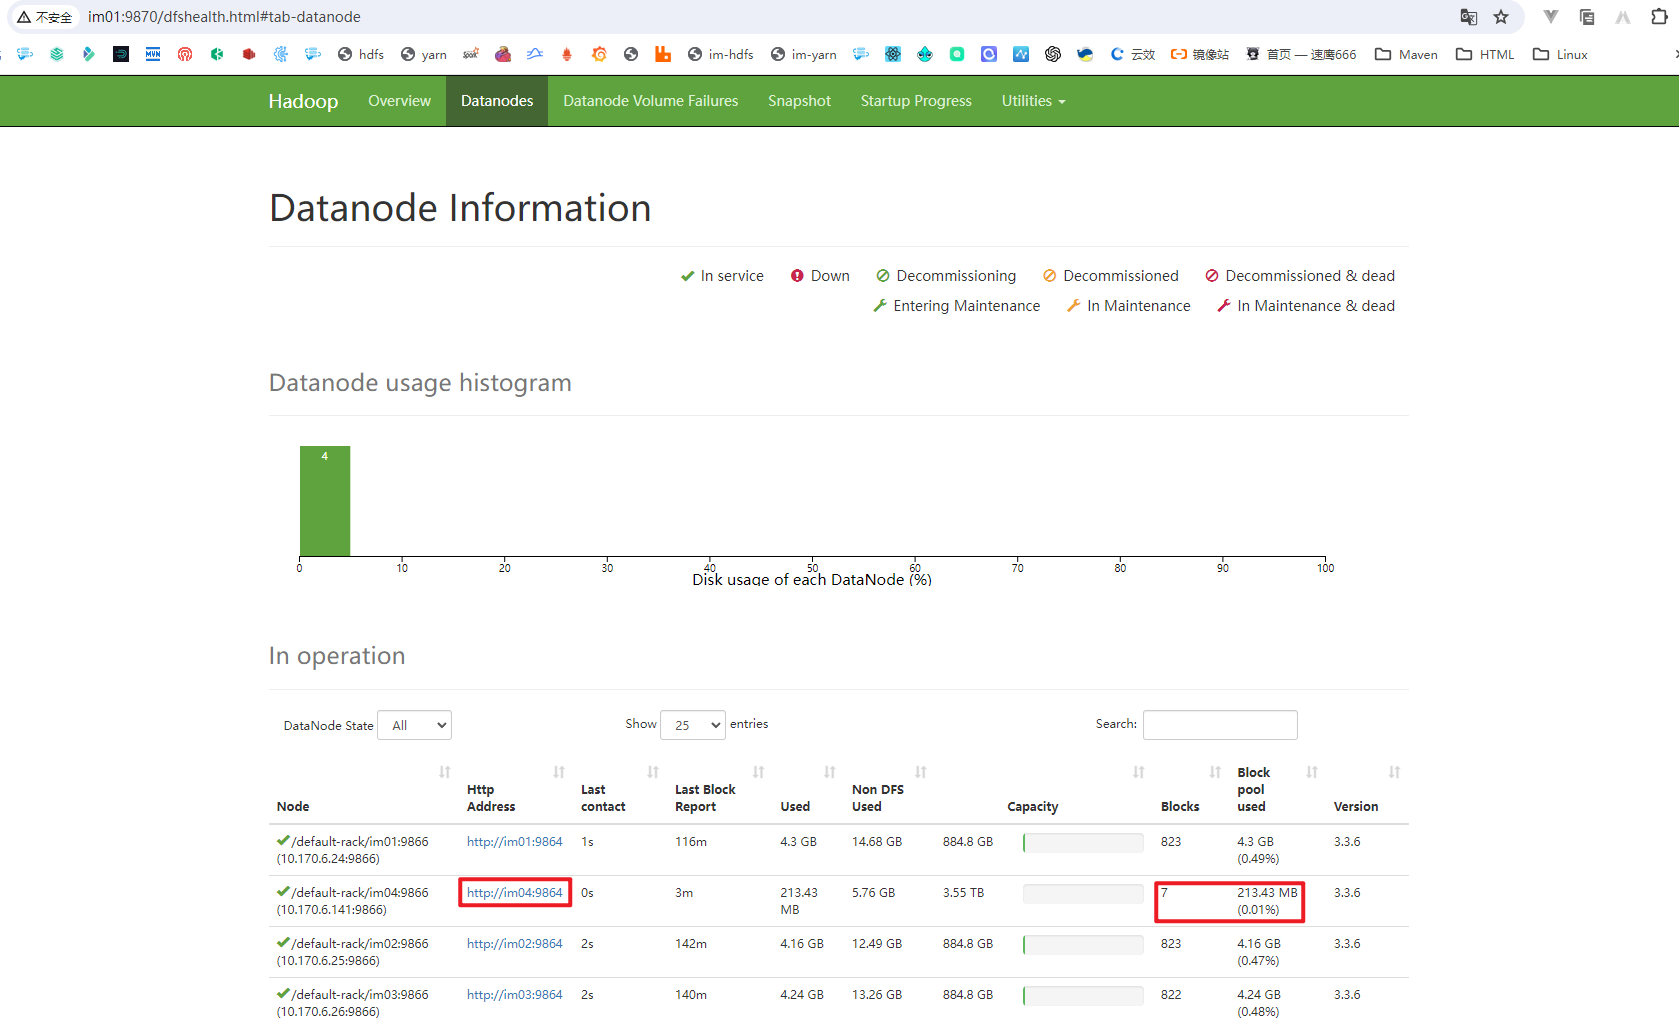 不安全 im01:9870/dfshealth.html#tab-datanode
MVN hdfs yarn Spark im-hdfs im-yarn 云效 镜像站 首页 — 速鹰666 Maven HTML Linux
Hadoop Overview Datanodes Datanode Volume Failures Snapshot Startup Progress Utilities
Datanode Information
In service Down Decommissioning Decommissioned Decommissioned & dead
Entering Maintenance In Maintenance In Maintenance & dead
Datanode usage histogram
4
0 10 20 30 40 50 60 70 80 90 100
Disk usage of each DataNode (%)
In operation
DataNode State All Show 25 entries Search:
Node Http Address Last contact Last Block Report Used Non DFS Used Capacity Blocks Block pool used Version
/default-rack/im01:9866 http://im01:9864 1s 116m 4.3 GB 14.68 GB 884.8 GB 823 4.3 GB 3.3.6
(10.170.6.24:9866) (0.49%)
/default-rack/im04:9866 http://im04:9864 0s 3m 213.43 5.76 GB 3.55 TB 7 213.43 MB 3.3.6
(10.170.6.141:9866) MB (0.01%)
/default-rack/im02:9866 http://im02:9864 2s 142m 4.16 GB 12.49 GB 884.8 GB 823 4.16 GB 3.3.6
(10.170.6.25:9866) (0.47%)
/default-rack/im03:9866 http://im03:9864 2s 140m 4.24 GB 13.26 GB 884.8 GB 822 4.24 GB 3.3.6
(10.170.6.26:9866) (0.48%)